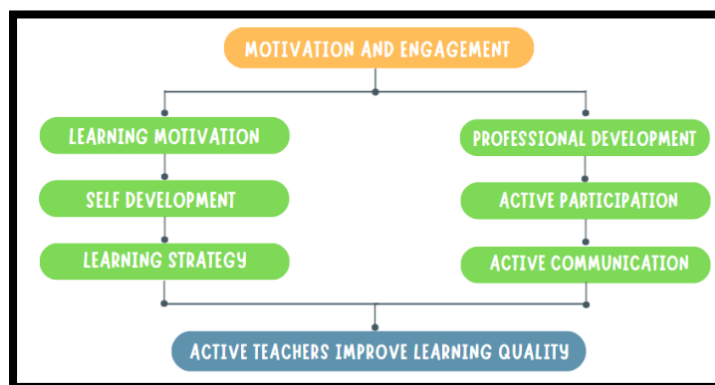 MOTIVATION AND ENGAGEMENT
LEARNING MOTIVATION
SELF DEVELOPMENT
LEARNING STRATEGY
PROFESSIONAL DEVELOPMENT
ACTIVE PARTICIPATION
ACTIVE COMMUNICATION
ACTIVE TEACHERS IMPROVE LEARNING QUALITY